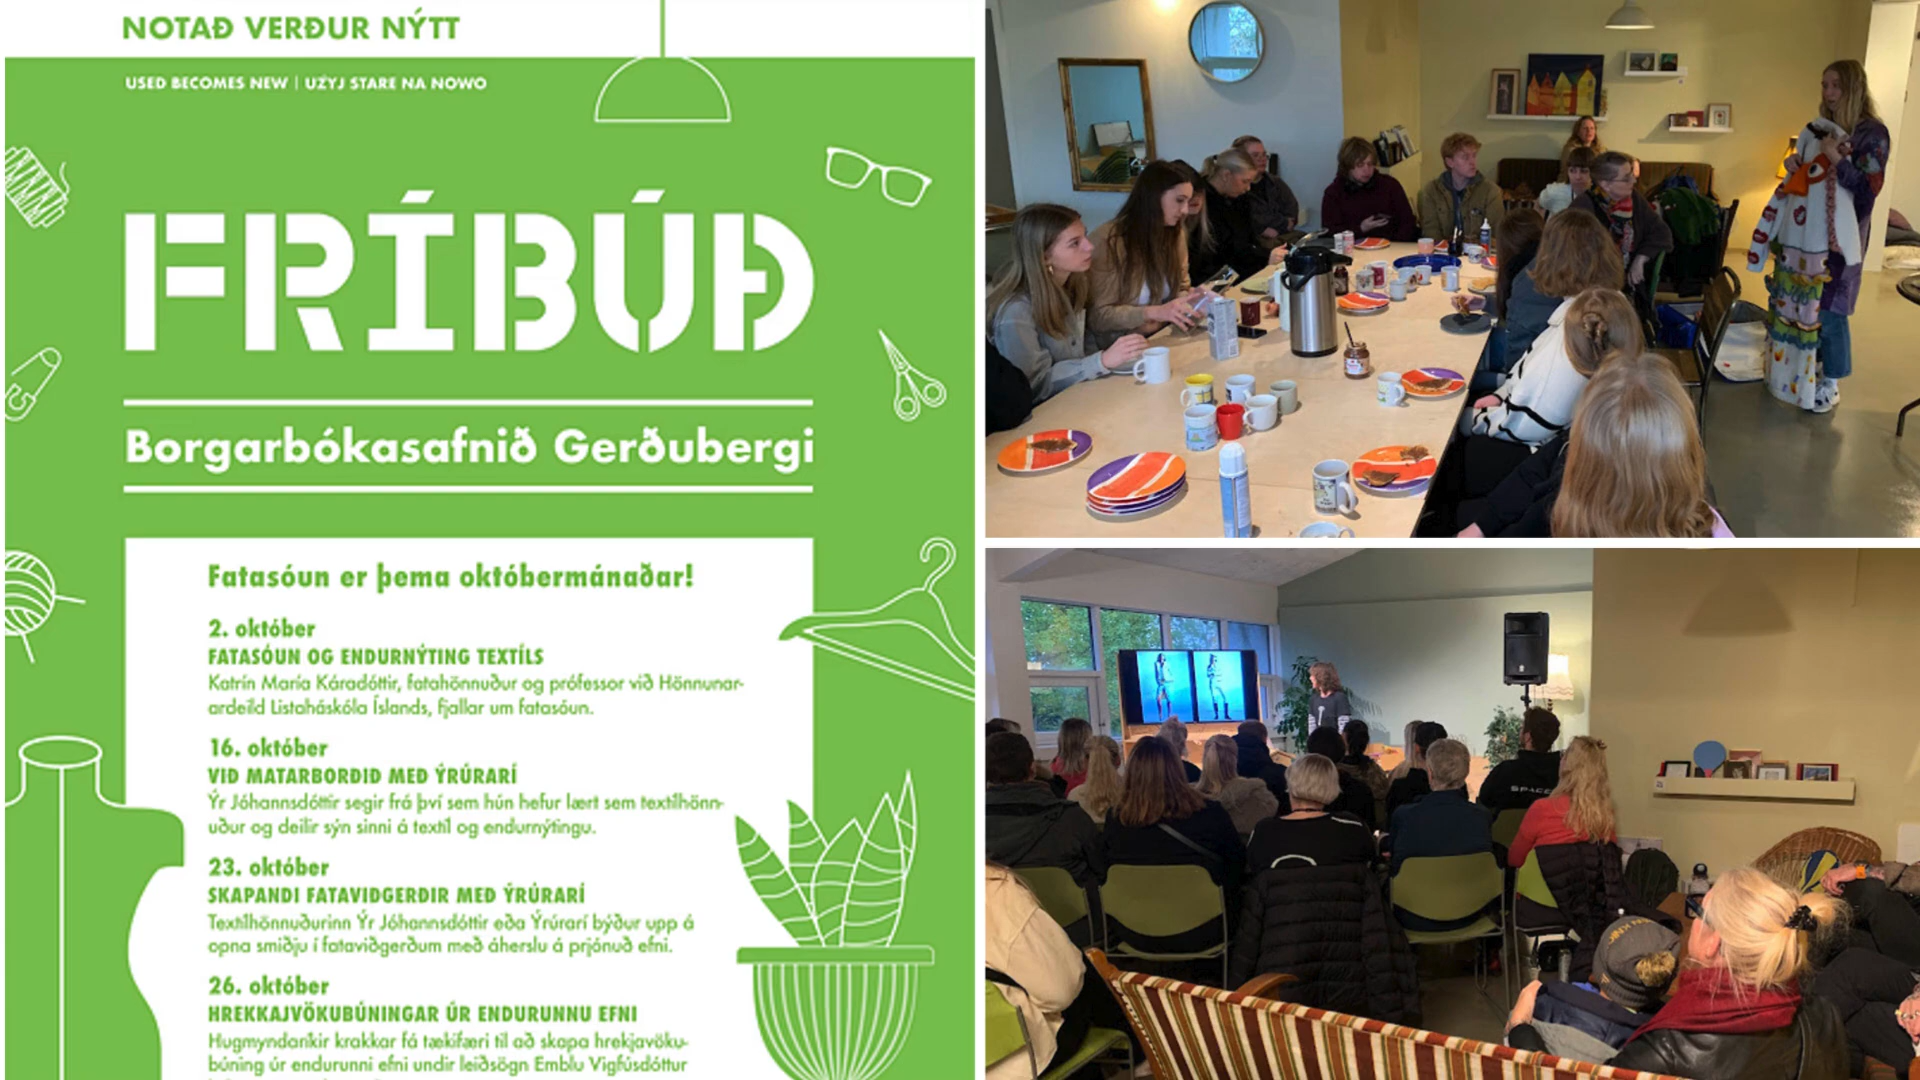 NOTAÐ VERÐUR NÝTT
USED BECOMES NEW | UŻYJ STARE NA NOWO
FRÍBÚÐ
Borgarbókasafnið Gerðubergi
Fatasóun er þema októbermánaðar!
2. október
FATASÓUN OG ENDURNÝTING TEXTÍLS
Katrín María Káradóttir, fatahönnuður og prófessor við Hönnunar-
ardeild Listaháskóla Íslands, fjallar um fatasóun.
16. október
VIÐ MATARBORÐIÐ MEÐ ÝRÚRARÍ
Ýr Jóhannsdóttir segir frá því sem hún hefur lært sem textílhönn-
uður og deilir sýn sinni á textíl og endurnýtingu.
23. október
SKAPANDI FATAVIÐGERÐIR MEÐ ÝRÚRARÍ
Textílhönnuðurinn Ýr Jóhannsdóttir eða Ýrúrarí býður upp á
opna smiðju í fataviðgerðum með áherslu á prjónuð efni.
26. október
HREKKJAVÖKUBÚNINGAR ÚR ENDURUNNU EFNI
Hugmyndaríkir krakkar fá tækifæri til að skapa hrekjavöku-
búning úr endurunni efni undir leiðsögn Emblu Vigfúsdóttur
SPACE